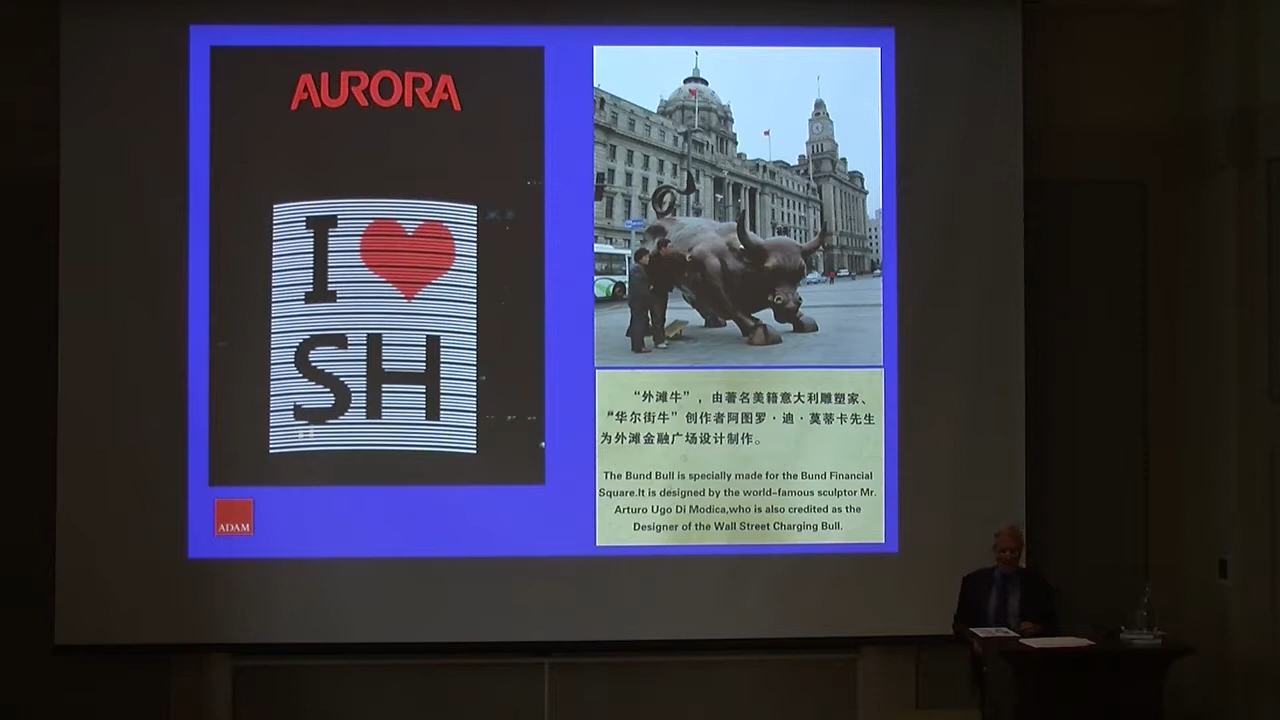 AURORA
I ♥
SH
ADAM
“外滩牛”，由著名美籍意大利雕塑家、
“华尔街牛”创作者阿图罗·迪·莫蒂卡先生
为外滩金融广场设计制作。
The Bund Bull is specially made for the Bund Financial
Square.It is designed by the world-famous sculptor Mr.
Arturo Ugo Di Modica,who is also credited as the
Designer of the Wall Street Charging Bull.